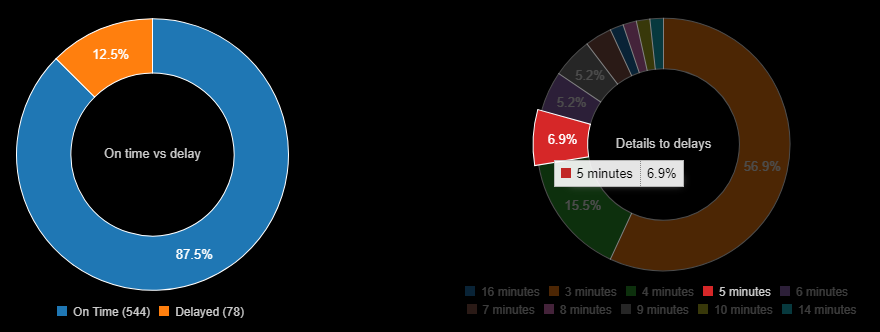 12.5%
On time vs delay
87.5%
On Time (544) Delayed (78)
5.2%
5.2%
6.9%
Details to delays
5 minutes 6.9%
56.9%
15.5%
16 minutes 3 minutes 4 minutes 5 minutes 6 minutes
7 minutes 8 minutes 9 minutes 10 minutes 14 minutes